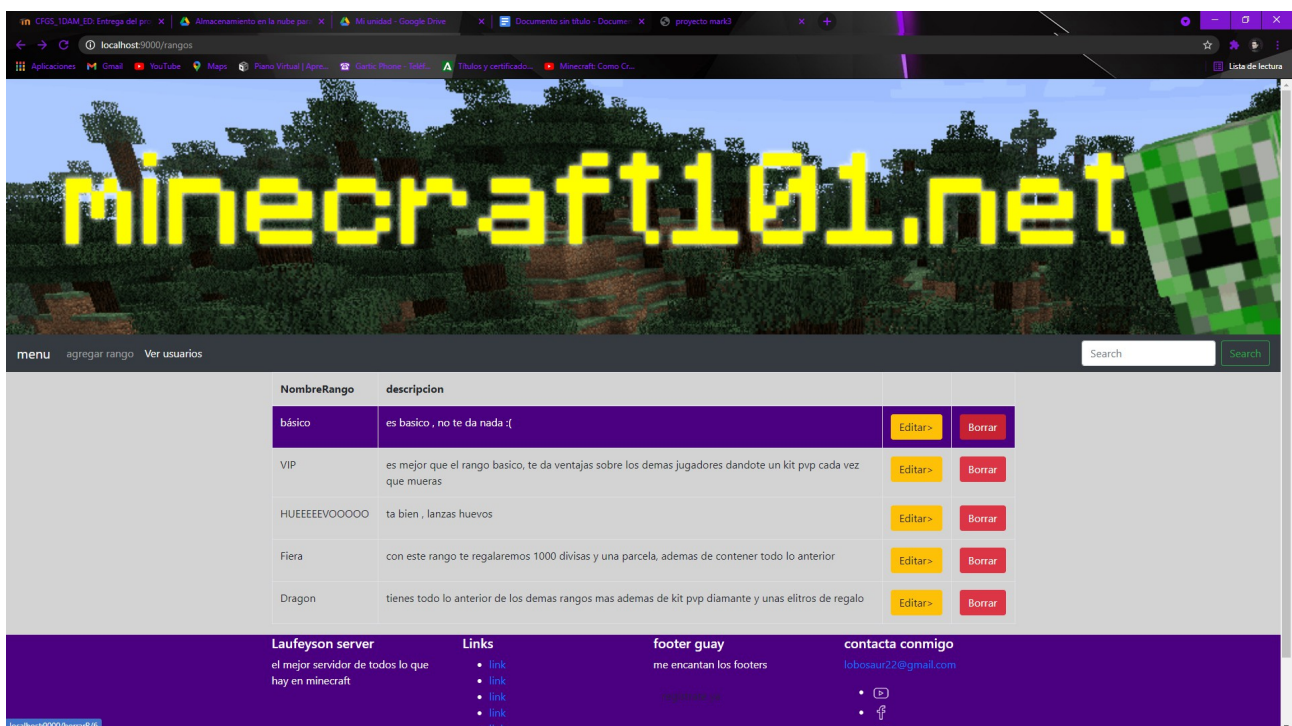 CFGS_1DAM_ED: Entrega del pro
Almacenamiento en la nube par
Mi unidad - Google Drive
Documento sin título - Documen
proyecto mark3
localhost:9000/rangos
Aplicaciones
Gmail
YouTube
Maps
Piano Virtual | Apre...
Gartic Phone - Teléf...
Títulos y certificado...
Minecraft: Como Cr...
Lista de lectura
minecraft101.net
menu agregar rango Ver usuarios Search Search
NombreRango descripcion
básico es basico , no te da nada :( Editar> Borrar
VIP es mejor que el rango basico, te da ventajas sobre los demas jugadores dandote un kit pvp cada vez
que mueras Editar> Borrar
HUEEEEEVOOOOO ta bien , lanzas huevos Editar> Borrar
Fiera con este rango te regalaremos 1000 divisas y una parcela, ademas de contener todo lo anterior Editar> Borrar
Dragon tienes todo lo anterior de los demas rangos mas ademas de kit pvp diamante y unas elitros de regalo Editar> Borrar
Laufeyson server
el mejor servidor de todos lo que
hay en minecraft
Links
link
link
link
link
footer guay
me encantan los footers
contacta conmigo
lobosaur22@gmail.com